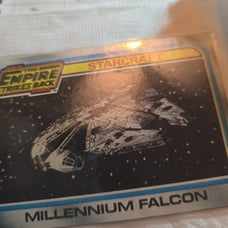 THE
EMPIRE
STRIKES BACK
STARCRAFT
MILLENNIUM FALCON